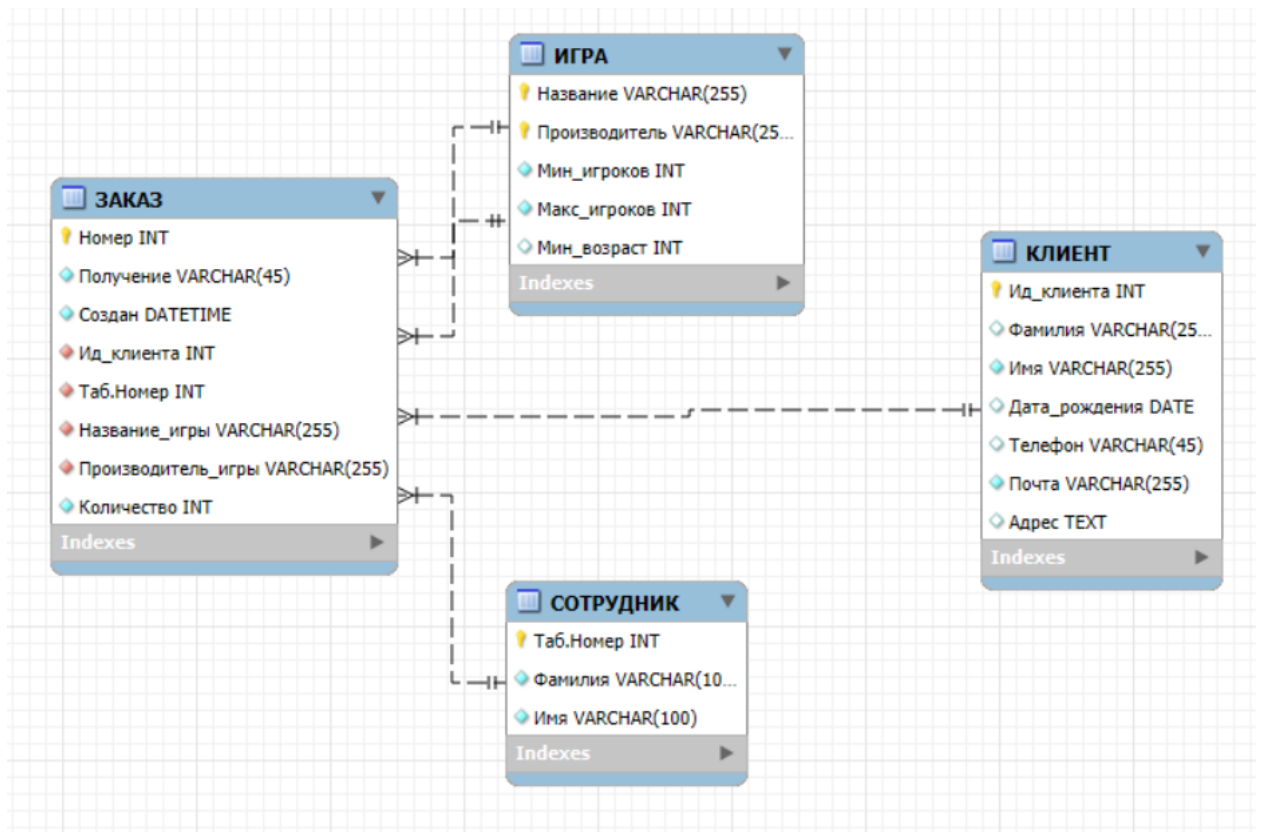 ИГРА
Название VARCHAR(255)
Производитель VARCHAR(25...
Мин_игроков INT
Макс_игроков INT
Мин_возраст INT
Indexes
ЗАКАЗ
Номер INT
Получение VARCHAR(45)
Создан DATETIME
Ид_клиента INT
Таб.Номер INT
Название_игры VARCHAR(255)
Производитель_игры VARCHAR(255)
Количество INT
Indexes
КЛИЕНТ
Ид_клиента INT
Фамилия VARCHAR(25...
Имя VARCHAR(255)
Дата_рождения DATE
Телефон VARCHAR(45)
Почта VARCHAR(255)
Адрес TEXT
Indexes
СОТРУДНИК
Таб.Номер INT
Фамилия VARCHAR(10...
Имя VARCHAR(100)
Indexes